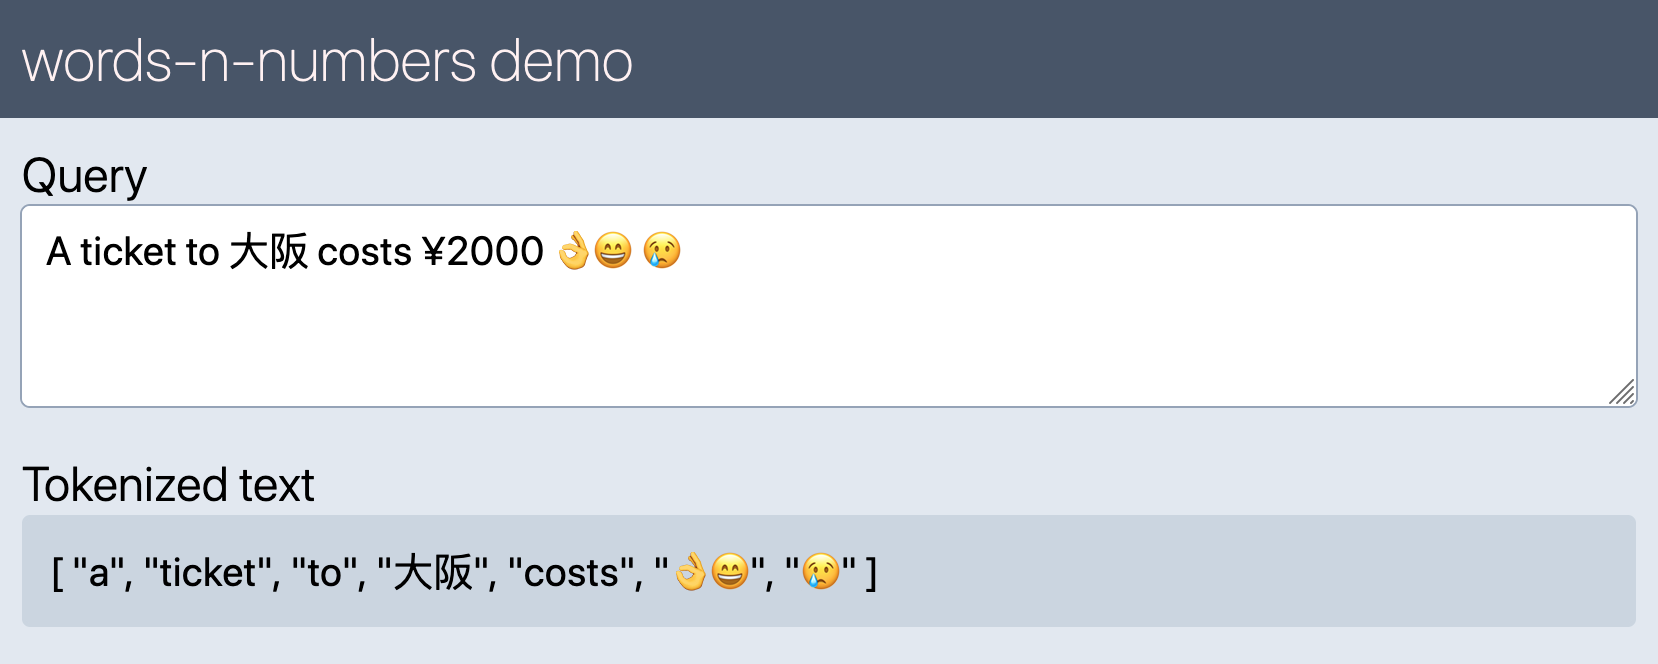 words-n-numbers demo
Query
A ticket to 大阪 costs ¥2000 👌😄 😢
Tokenized text
[ "a", "ticket", "to", "大阪", "costs", "👌😄", "😢" ]